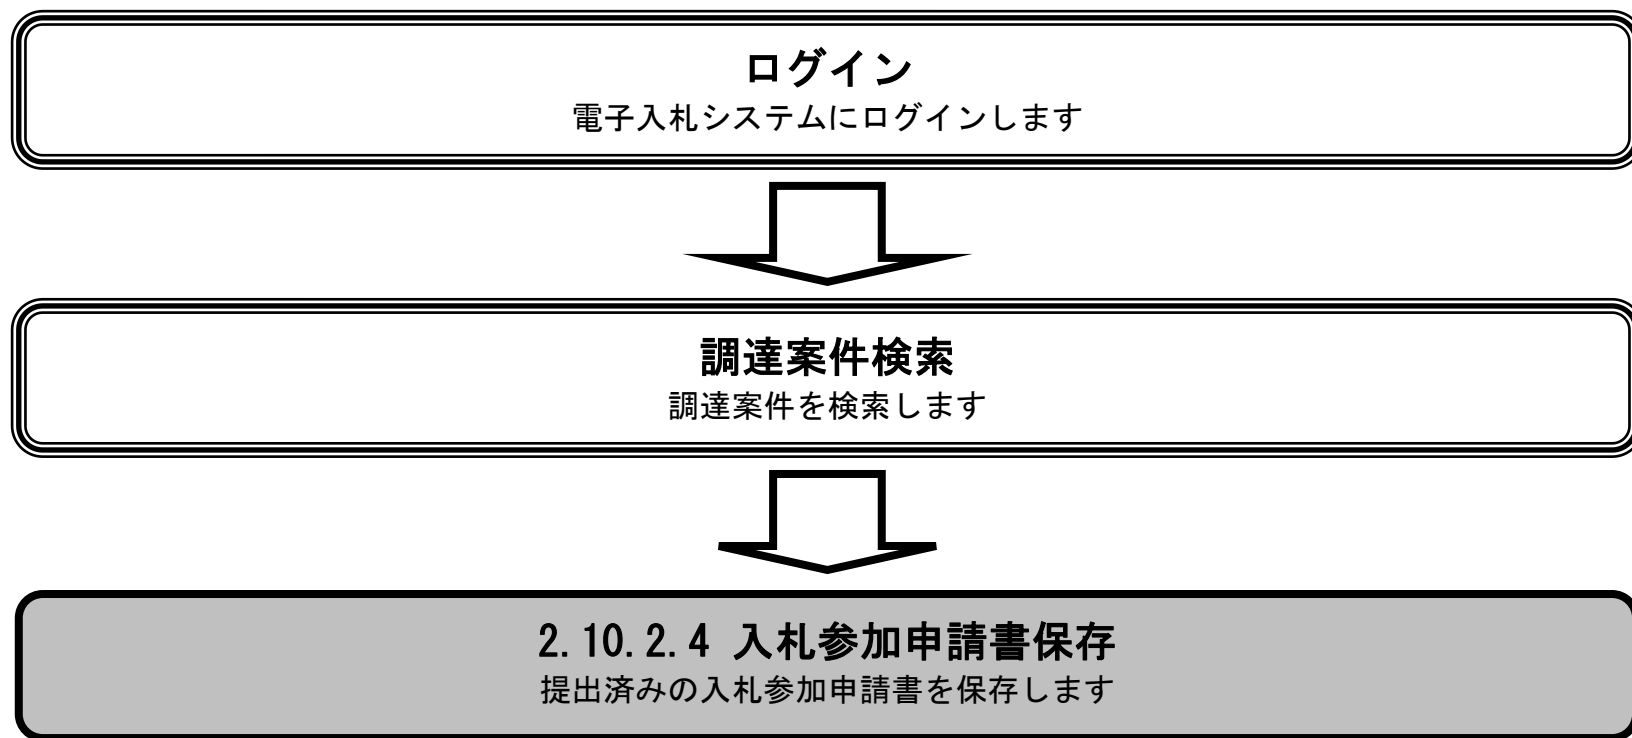 ログイン
電子入札システムにログインします
調達案件検索
調達案件を検索します
2.10.2.4 入札参加申請書保存
提出済みの入札参加申請書を保存します